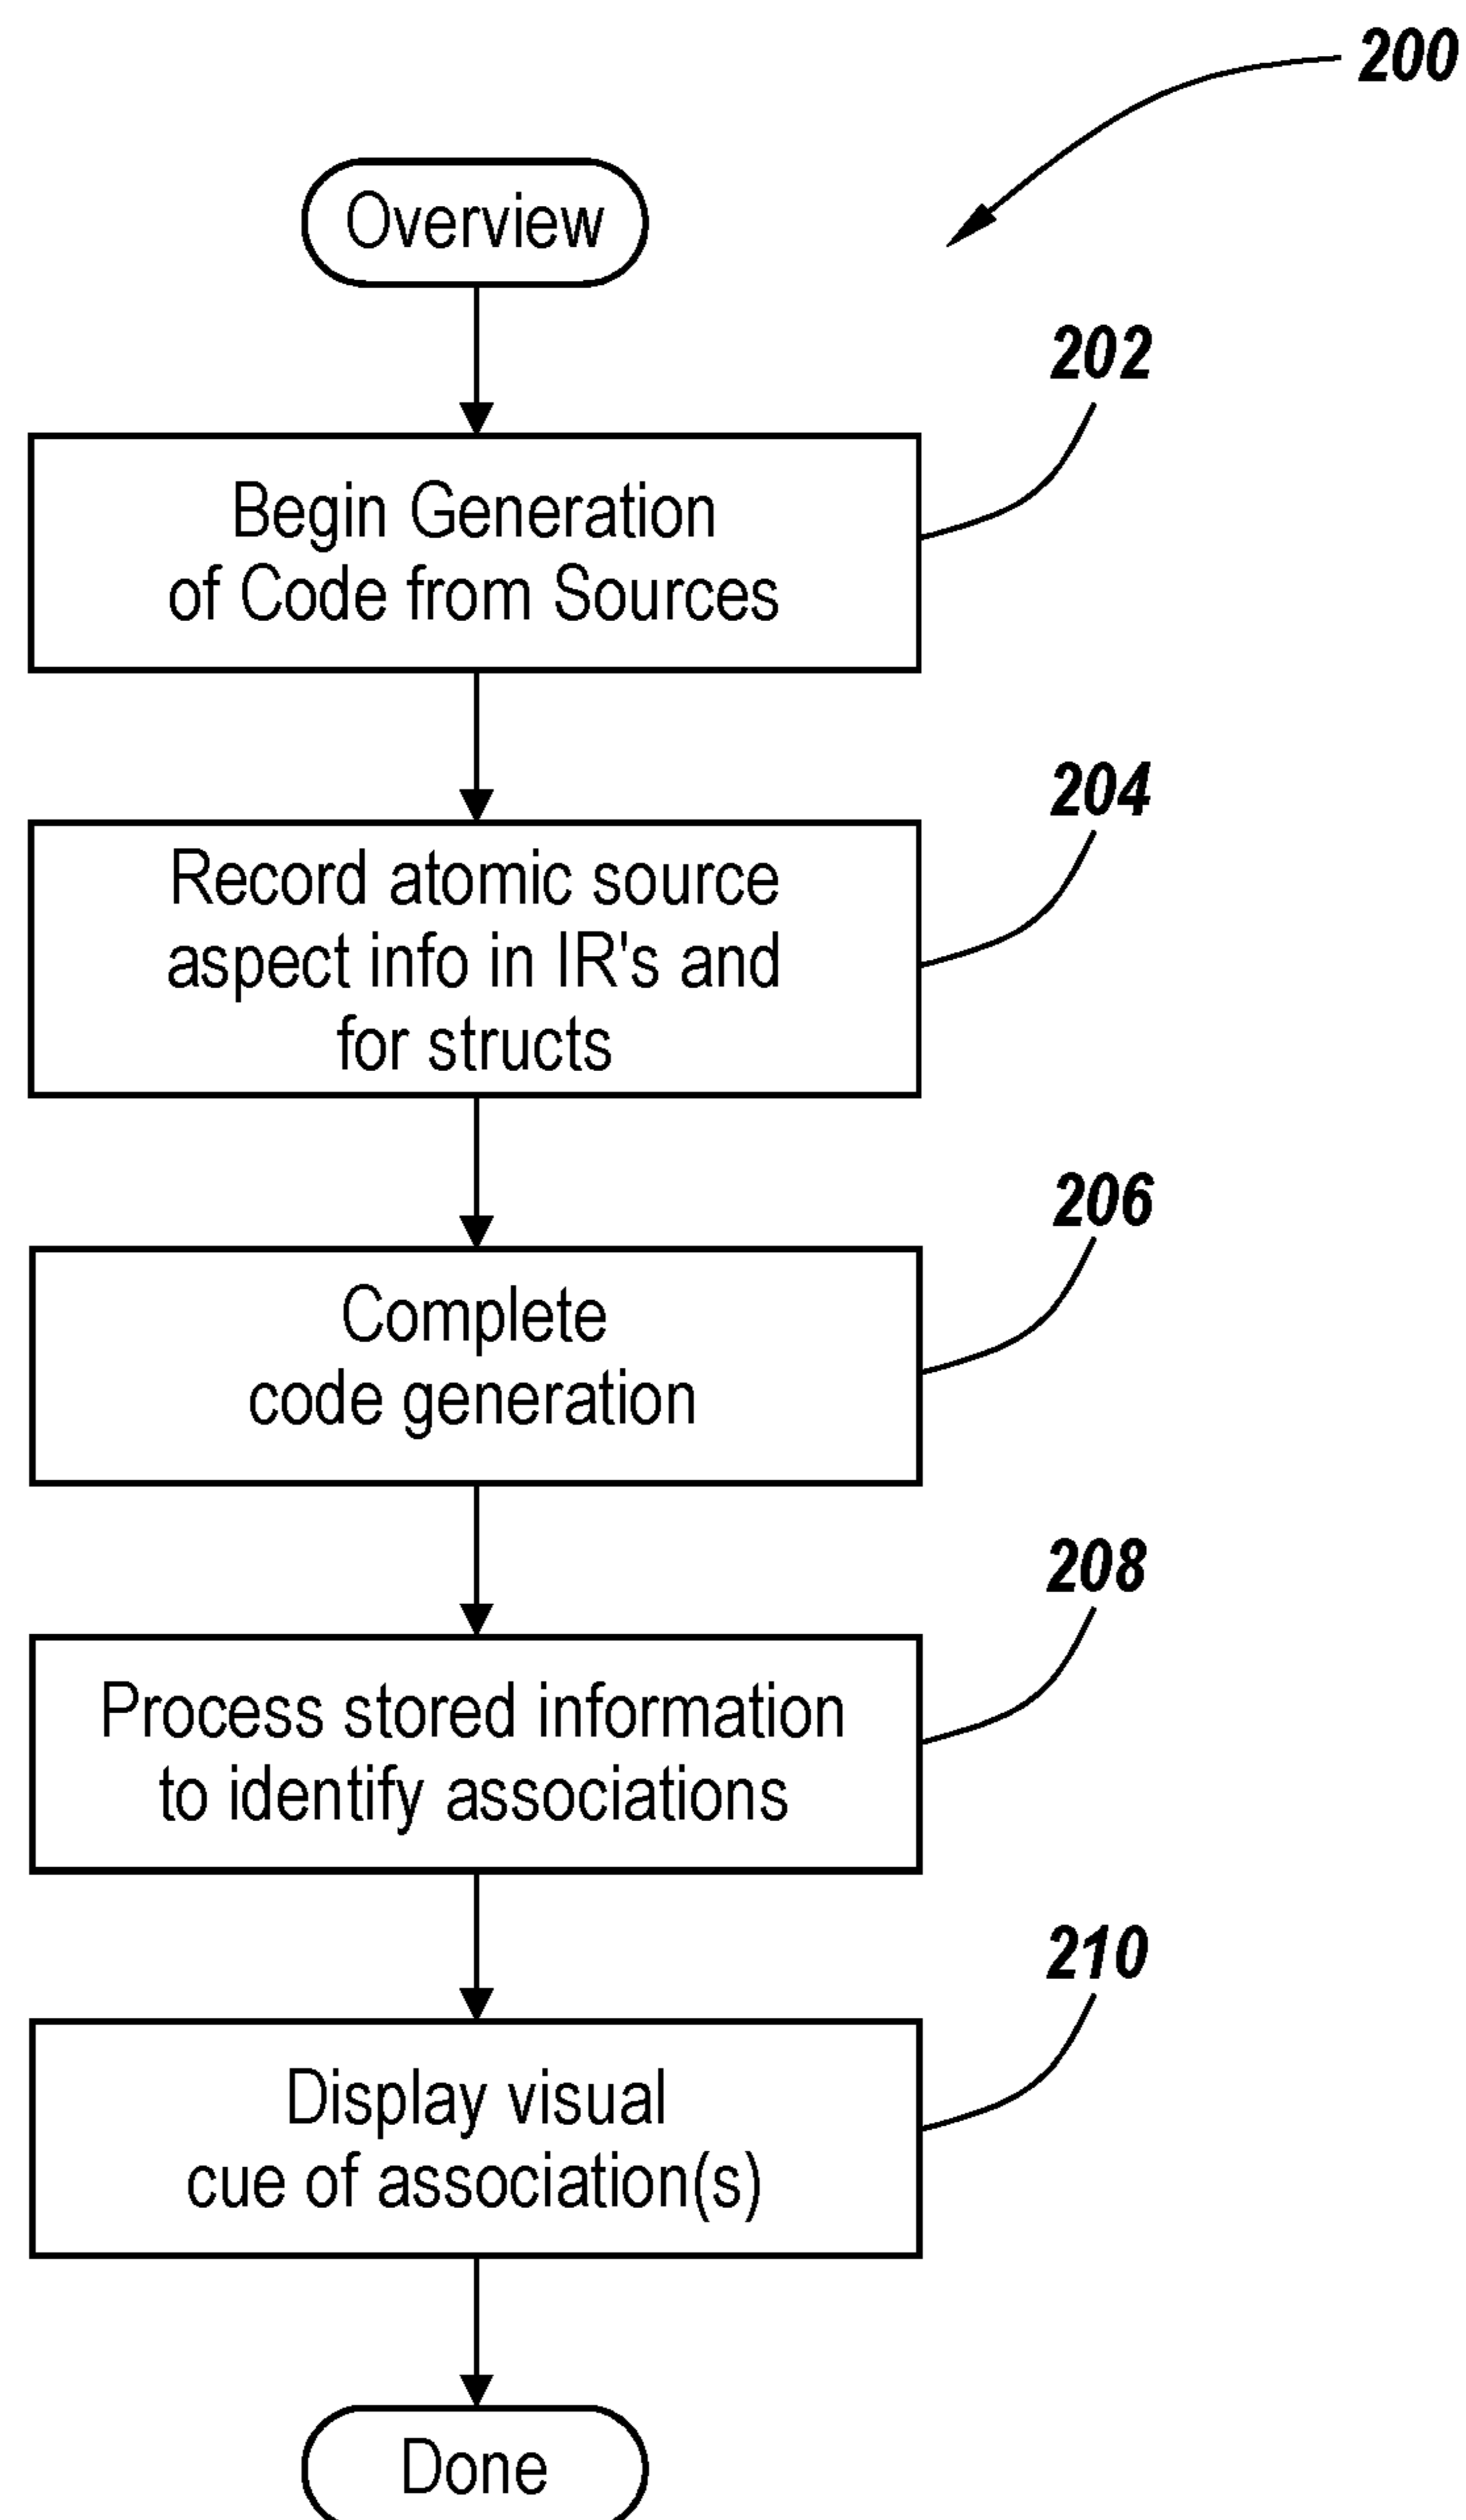 200
Overview
202
Begin Generation
of Code from Sources
204
Record atomic source
aspect info in IR's and
for structs
206
Complete
code generation
208
Process stored information
to identify associations
210
Display visual
cue of association(s)
Done